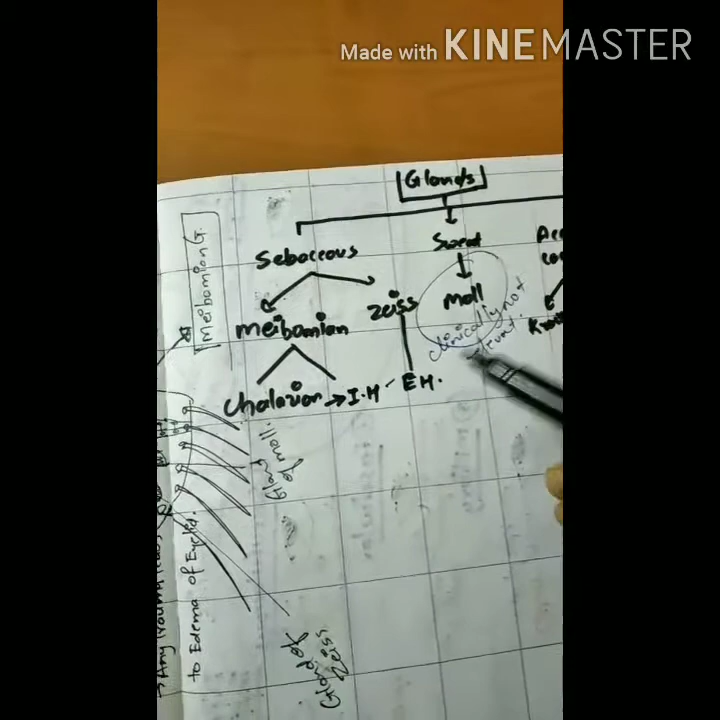 Made with KINEMASTER
Glands
Sebaceous
Sweat
Acc
Meibomian
Zeiss
Moll
clinically not
Chalazion → I.H
E H.
Meibomian G.
Gland
of moll.
Gland of
Zeiss
to Edema of Eyelid.